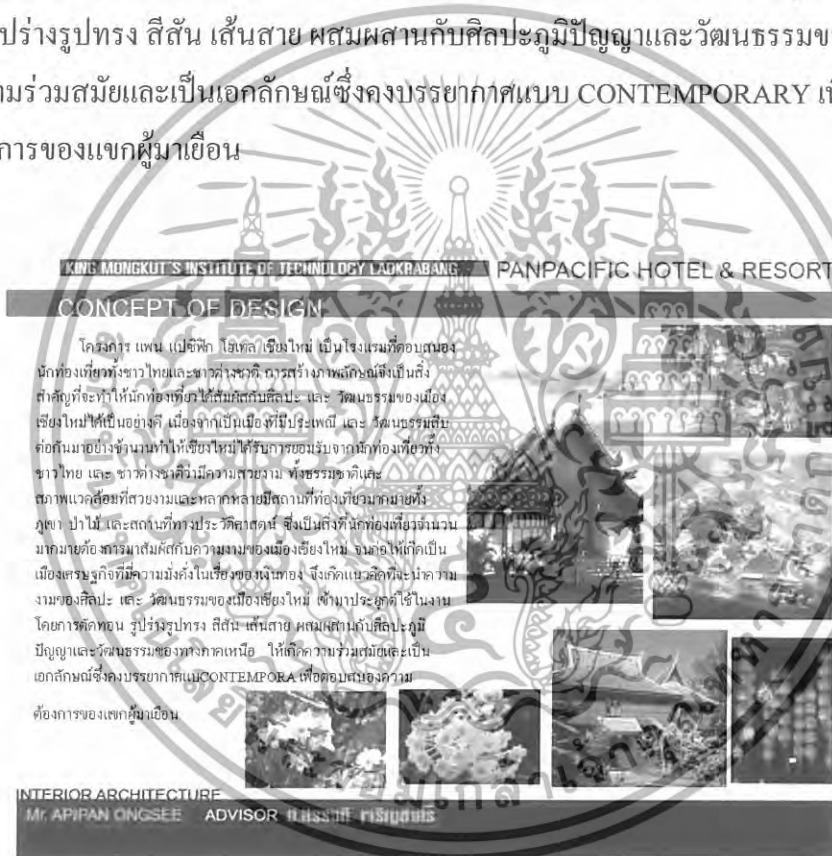 ปร่างรูปทรง สีสัน เส้นสาย ผสมผสานกับศิลปะภูมิปัญญาและวัฒนธรรมข
ามร่วมสมัยและเป็นเอกลักษณ์ซึ่งคงบรรยากาศแบบ CONTEMPORARY เ
การของแขกผู้มาเยือน
KING MONGKUT'S INSTITUTE OF TECHNOLOGY LADKRABANG PANPACIFIC HOTEL & RESORT
CONCEPT OF DESIGN
โครงการ แพน แปซิฟิก โฮเทล เชียงใหม่ เป็นโรงแรมที่ตอบสนอง
นักท่องเที่ยวทั้งชาวไทยและชาวต่างชาติ การสร้างภาพลักษณ์จึงเป็นสิ่ง
สำคัญที่จะทำให้นักท่องเที่ยวได้สัมผัสกับศิลปะ และ วัฒนธรรมของเมือง
เชียงใหม่ได้เป็นอย่างดี เนื่องจากเป็นเมืองที่มีประเพณี และ วัฒนธรรมสืบ
ต่อกันมาอย่างช้านานทำให้เชียงใหม่ได้รับการยอมรับจากนักท่องเที่ยวทั้ง
ชาวไทย และ ชาวต่างชาติว่ามีความสวยงาม ทั้งธรรมชาติและ
สภาพแวดล้อมที่สวยงามและหลากหลายมีสถานที่ท่องเที่ยวมากมายทั้ง
ภูเขา ป่าไม้ และสถานที่ทางประวัติศาสตร์ ซึ่งเป็นสิ่งที่นักท่องเที่ยวจำนวน
มากมายต้องการมาสัมผัสกับความงามของเมืองเชียงใหม่ จนก่อให้เกิดเป็น
เมืองเศรษฐกิจที่มีความมั่งคั่งในเรื่องของเงินทอง จึงเกิดแนวคิดที่จะนำความ
งามของศิลปะ และ วัฒนธรรมของเมืองเชียงใหม่ เข้ามาประยุกต์ใช้ในงาน
โดยการตัดทอน รูปร่างรูปทรง สีสัน เส้นสาย ผสมผสานกับศิลปะภูมิ
ปัญญาและวัฒนธรรมของทางภาคเหนือ ให้เกิดความร่วมสมัยและเป็น
เอกลักษณ์ซึ่งคงบรรยากาศแบบCONTEMPORA เพื่อตอบสนองความ
ต้องการของแขกผู้มาเยือน
INTERIOR ARCHITECTURE
Mr. APIPAN ONGSEE ADVISOR